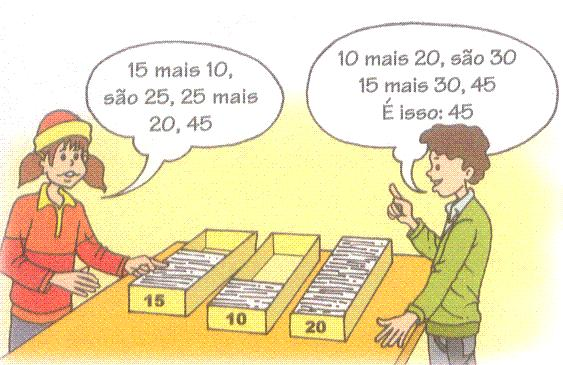 15 mais 10,
são 25, 25 mais
20, 45
10 mais 20, são 30
15 mais 30, 45
É isso: 45
15
10
20